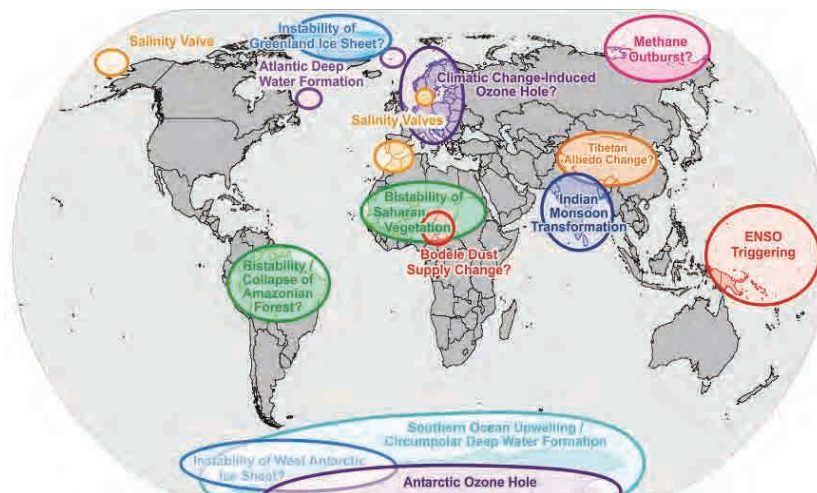 Salinity Valve
Instability of
Greenland Ice Sheet?
Atlantic Deep
Water Formation
Climatic Change-Induced
Ozone Hole?
Methane
Outburst?
Salinity Valves
Tibetan
Albedo Change?
Bistability of
Saharan
Vegetation
Indian
Monsoon
Transformation
Bodélé Dust
Supply Change?
ENSO
Triggering
Bistability /
Collapse of
Amazonian
Forest?
Southern Ocean Upwelling /
Circumpolar Deep Water Formation
Instability of West Antarctic
Ice Sheet?
Antarctic Ozone Hole